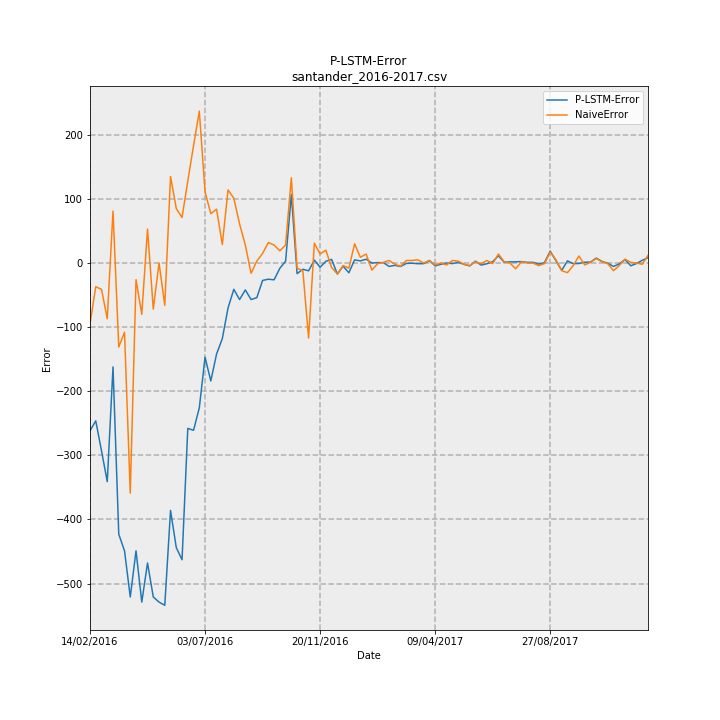 P-LSTM-Error
santander_2016-2017.csv
P-LSTM-Error
NaiveError
200
100
0
−100
−200
−300
−400
−500
Error
14/02/2016 03/07/2016 20/11/2016 09/04/2017 27/08/2017
Date